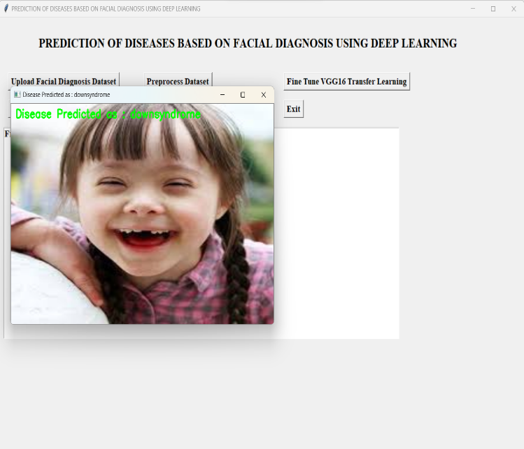 PREDICTION OF DISEASES BASED ON FACIAL DIAGNOSIS USING DEEP LEARNING
PREDICTION OF DISEASES BASED ON FACIAL DIAGNOSIS USING DEEP LEARNING
Upload Facial Diagnosis Dataset
Preprocess Dataset
Fine Tune VGG16 Transfer Learning
Disease Predicted as : downsyndrome
Exit
Disease Predicted as : downsyndrome
F